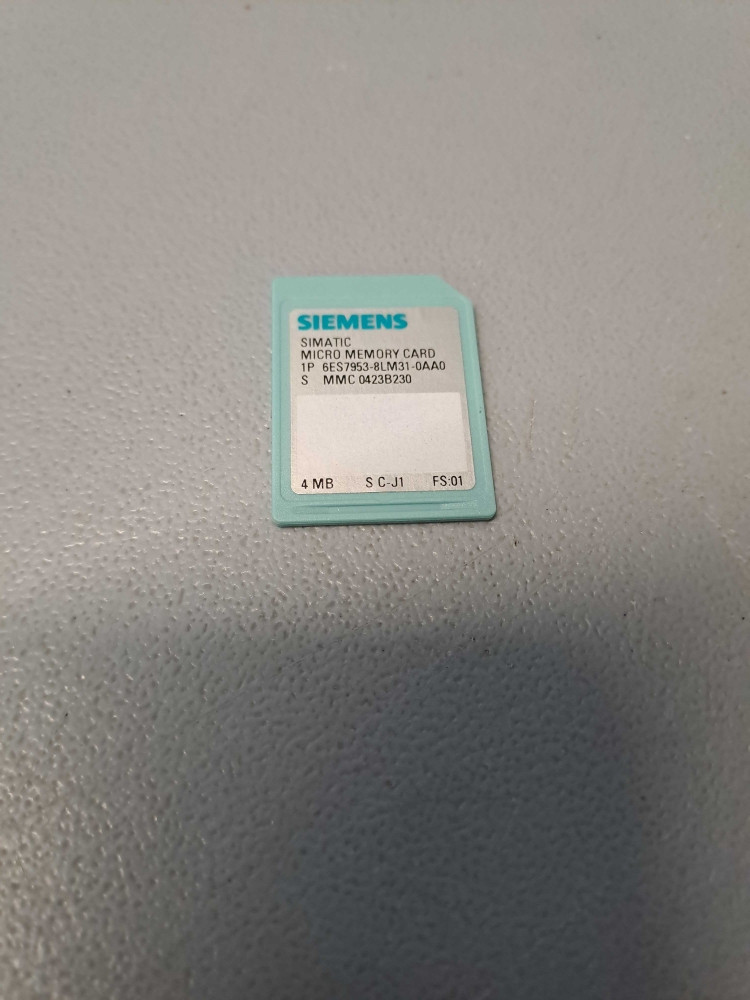 SIEMENS
SIMATIC
MICRO MEMORY CARD
1P 6ES7953-8LM31-0AA0
S MMC 0423B230
4 MB S C-J1 FS:01